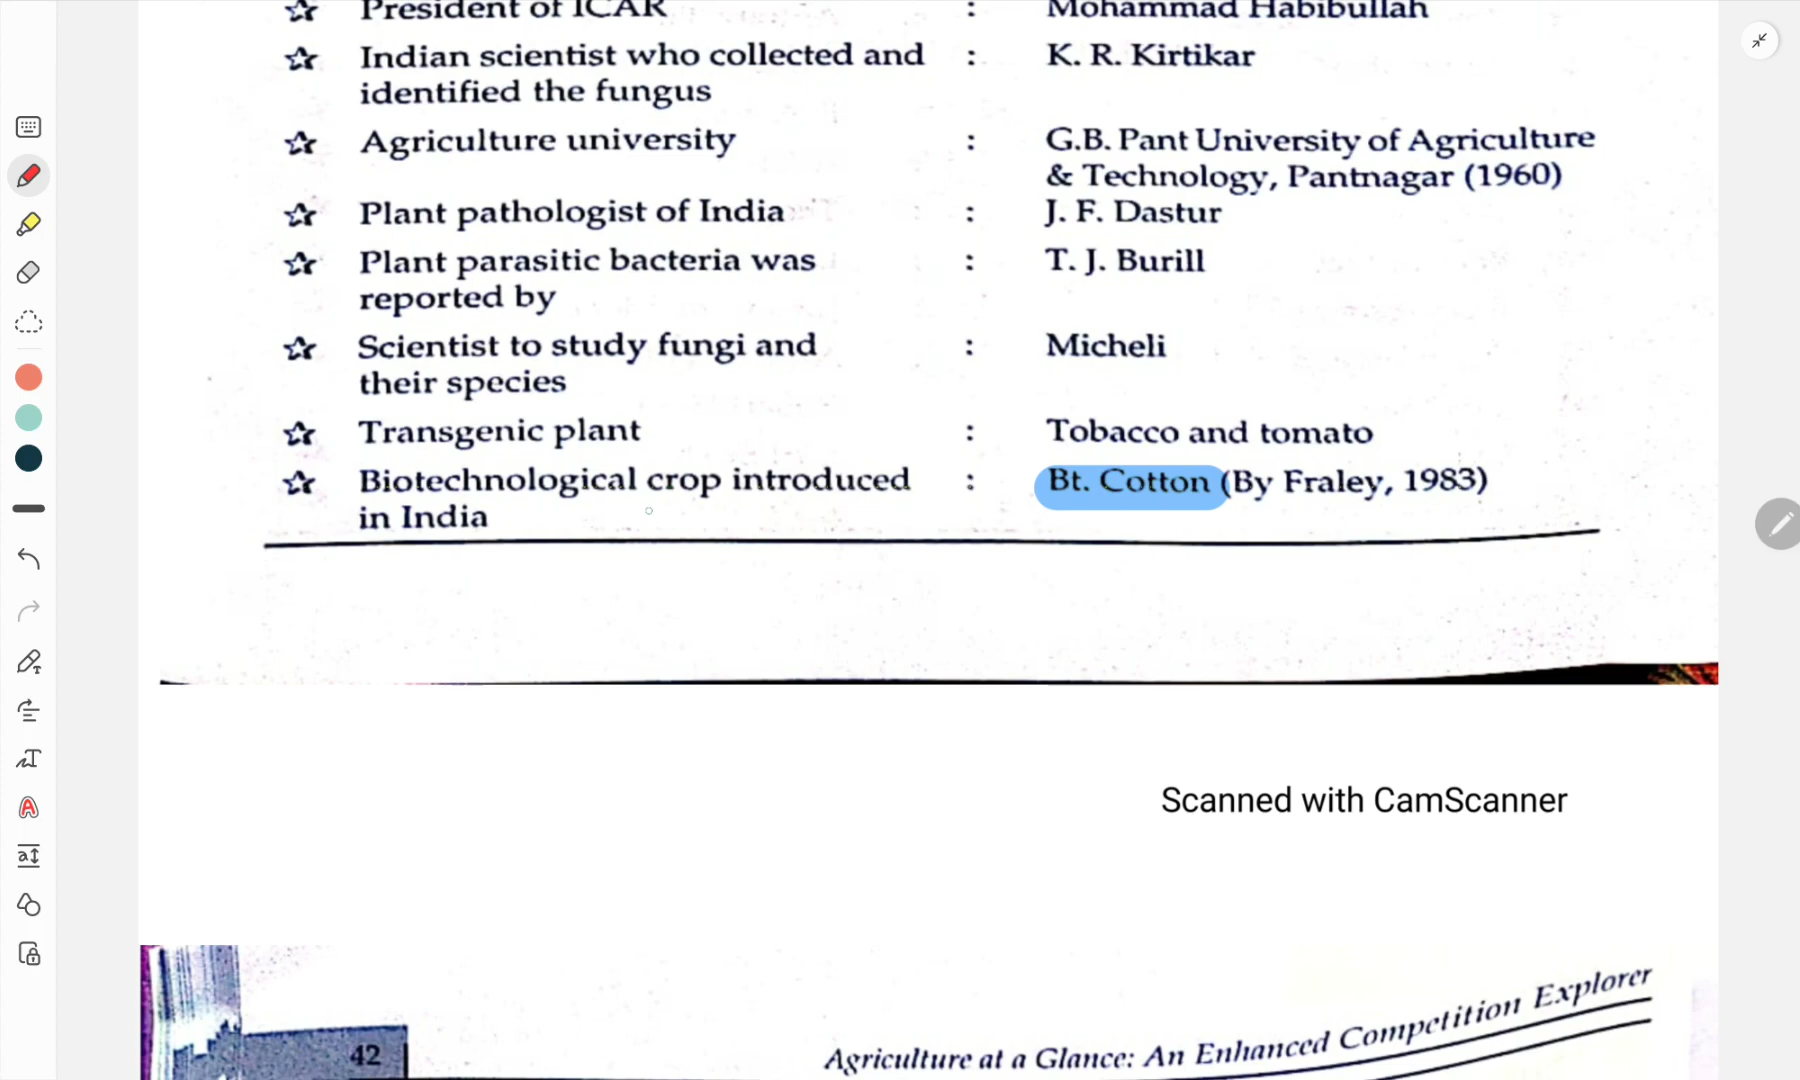 President of ICAR : Mohammad Habibullah
Indian scientist who collected and : K. R. Kirtikar
identified the fungus
Agriculture university : G.B. Pant University of Agriculture
& Technology, Pantnagar (1960)
Plant pathologist of India : J. F. Dastur
Plant parasitic bacteria was : T. J. Burill
reported by
Scientist to study fungi and : Micheli
their species
Transgenic plant : Tobacco and tomato
Biotechnological crop introduced : Bt. Cotton (By Fraley, 1983)
in India
Scanned with CamScanner
42
Agriculture at a Glance: An Enhanced Competition Explorer